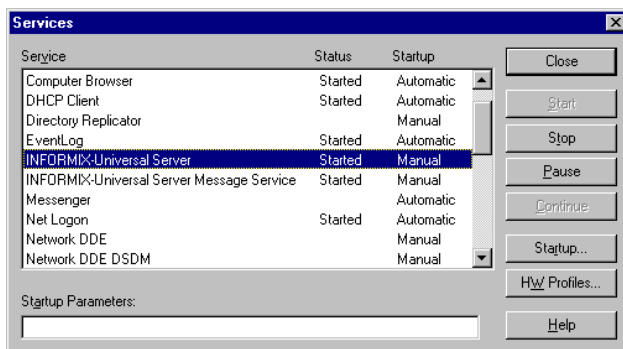 Services
Service Status Startup
Computer Browser Started Automatic
DHCP Client Started Automatic
Directory Replicator Manual
EventLog Started Automatic
INFORMIX-Universal Server Started Manual
INFORMIX-Universal Server Message Service Started Manual
Messenger Automatic
Net Logon Started Automatic
Network DDE Manual
Network DDE DSDM Manual
Startup Parameters:
Close
Start
Stop
Pause
Continue
Startup...
HW Profiles...
Help